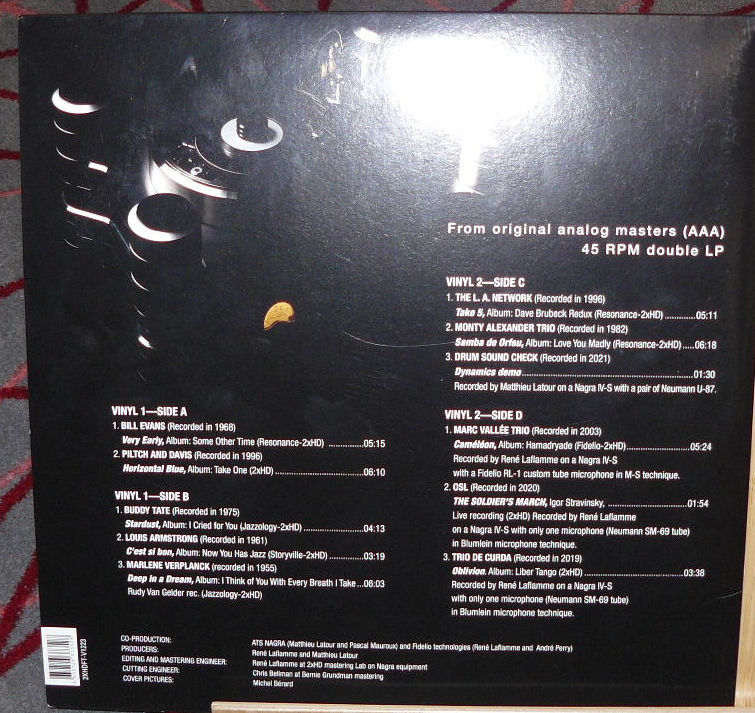 From original analog masters (AAA)
45 RPM double LP
VINYL 1—SIDE A
1. BILL EVANS (Recorded in 1968)
Very Early, Album: Some Other Time (Resonance-2xHD) ..............05:15
2. PILTCH AND DAVIS (Recorded in 1996)
Horizontal Blue, Album: Take One (2xHD)..............06:10
VINYL 1—SIDE B
1. BUDDY TATE (Recorded in 1975)
Stardust, Album: I Cried for You (Jazzology-2xHD) ..............04:13
2. LOUIS ARMSTRONG (Recorded in 1961)
C'est si bon, Album: Now You Has Jazz (Storyville-2xHD) ..............03:19
3. MARLENE VERPLANCK (recorded in 1955)
Deep in a Dream, Album: I Think of You With Every Breath I Take...06:03
Rudy Van Gelder rec. (Jazzology-2xHD)
VINYL 2—SIDE C
1. THE L. A. NETWORK (Recorded in 1996)
Take 5, Album: Dave Brubeck Redux (Resonance-2xHD) ..............05:11
2. MONTY ALEXANDER TRIO (Recorded in 1982)
Samba de Orfeu, Album: Love You Madly (Resonance-2xHD) .....06:18
3. DRUM SOUND CHECK (Recorded in 2021)
Dynamics demo..............01:30
Recorded by Matthieu Latour on a Nagra IV-S with a pair of Neumann U-87.
VINYL 2—SIDE D
1. MARC VALLÉE TRIO (Recorded in 2003)
Caméléon, Album: Hamadryade (Fidelio-2xHD)..............05:24
Recorded by René Laflamme on a Nagra IV-S
with a Fidelio RL-1 custom tube microphone in M-S technique.
2. OSL (Recorded in 2020)
THE SOLDIER'S MARCH, Igor Stravinsky, ..............01:54
Live recording (2xHD) Recorded by René Laflamme
on a Nagra IV-S with only one microphone (Neumann SM-69 tube)
in Blumlein microphone technique.
3. TRIO DE CURDA (Recorded in 2019)
Oblivion. Album: Liber Tango (2xHD)..............03:38
Recorded by René Laflamme on a Nagra IV-S
with only one microphone (Neumann SM-69 tube)
in Blumlein microphone technique.
2XHDFT-V1223
CO-PRODUCTION: ATS NAGRA (Matthieu Latour and Pascal Mauroux) and Fidelio technologies (René Laflamme and André Perry)
PRODUCERS: René Laflamme and Matthieu Latour
EDITING AND MASTERING ENGINEER: René Laflamme at 2xHD mastering Lab on Nagra equipment
CUTTING ENGINEER: Chris Bellman at Bernie Grundman mastering
COVER PICTURES: Michel Bérard